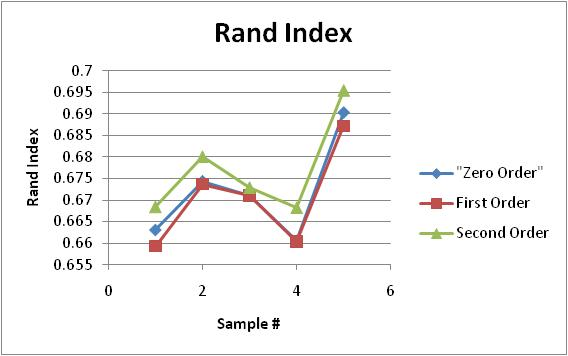 Rand Index
0.7
0.695
0.69
0.685
0.68
0.675
0.67
0.665
0.66
0.655
Rand Index
0 2 4 6
Sample #
"Zero Order"
First Order
Second Order